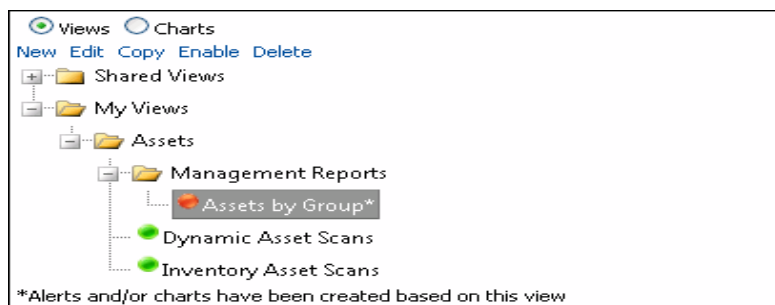 Views Charts
New Edit Copy Enable Delete
Shared Views
My Views
Assets
Management Reports
Assets by Group*
Dynamic Asset Scans
Inventory Asset Scans
*Alerts and/or charts have been created based on this view